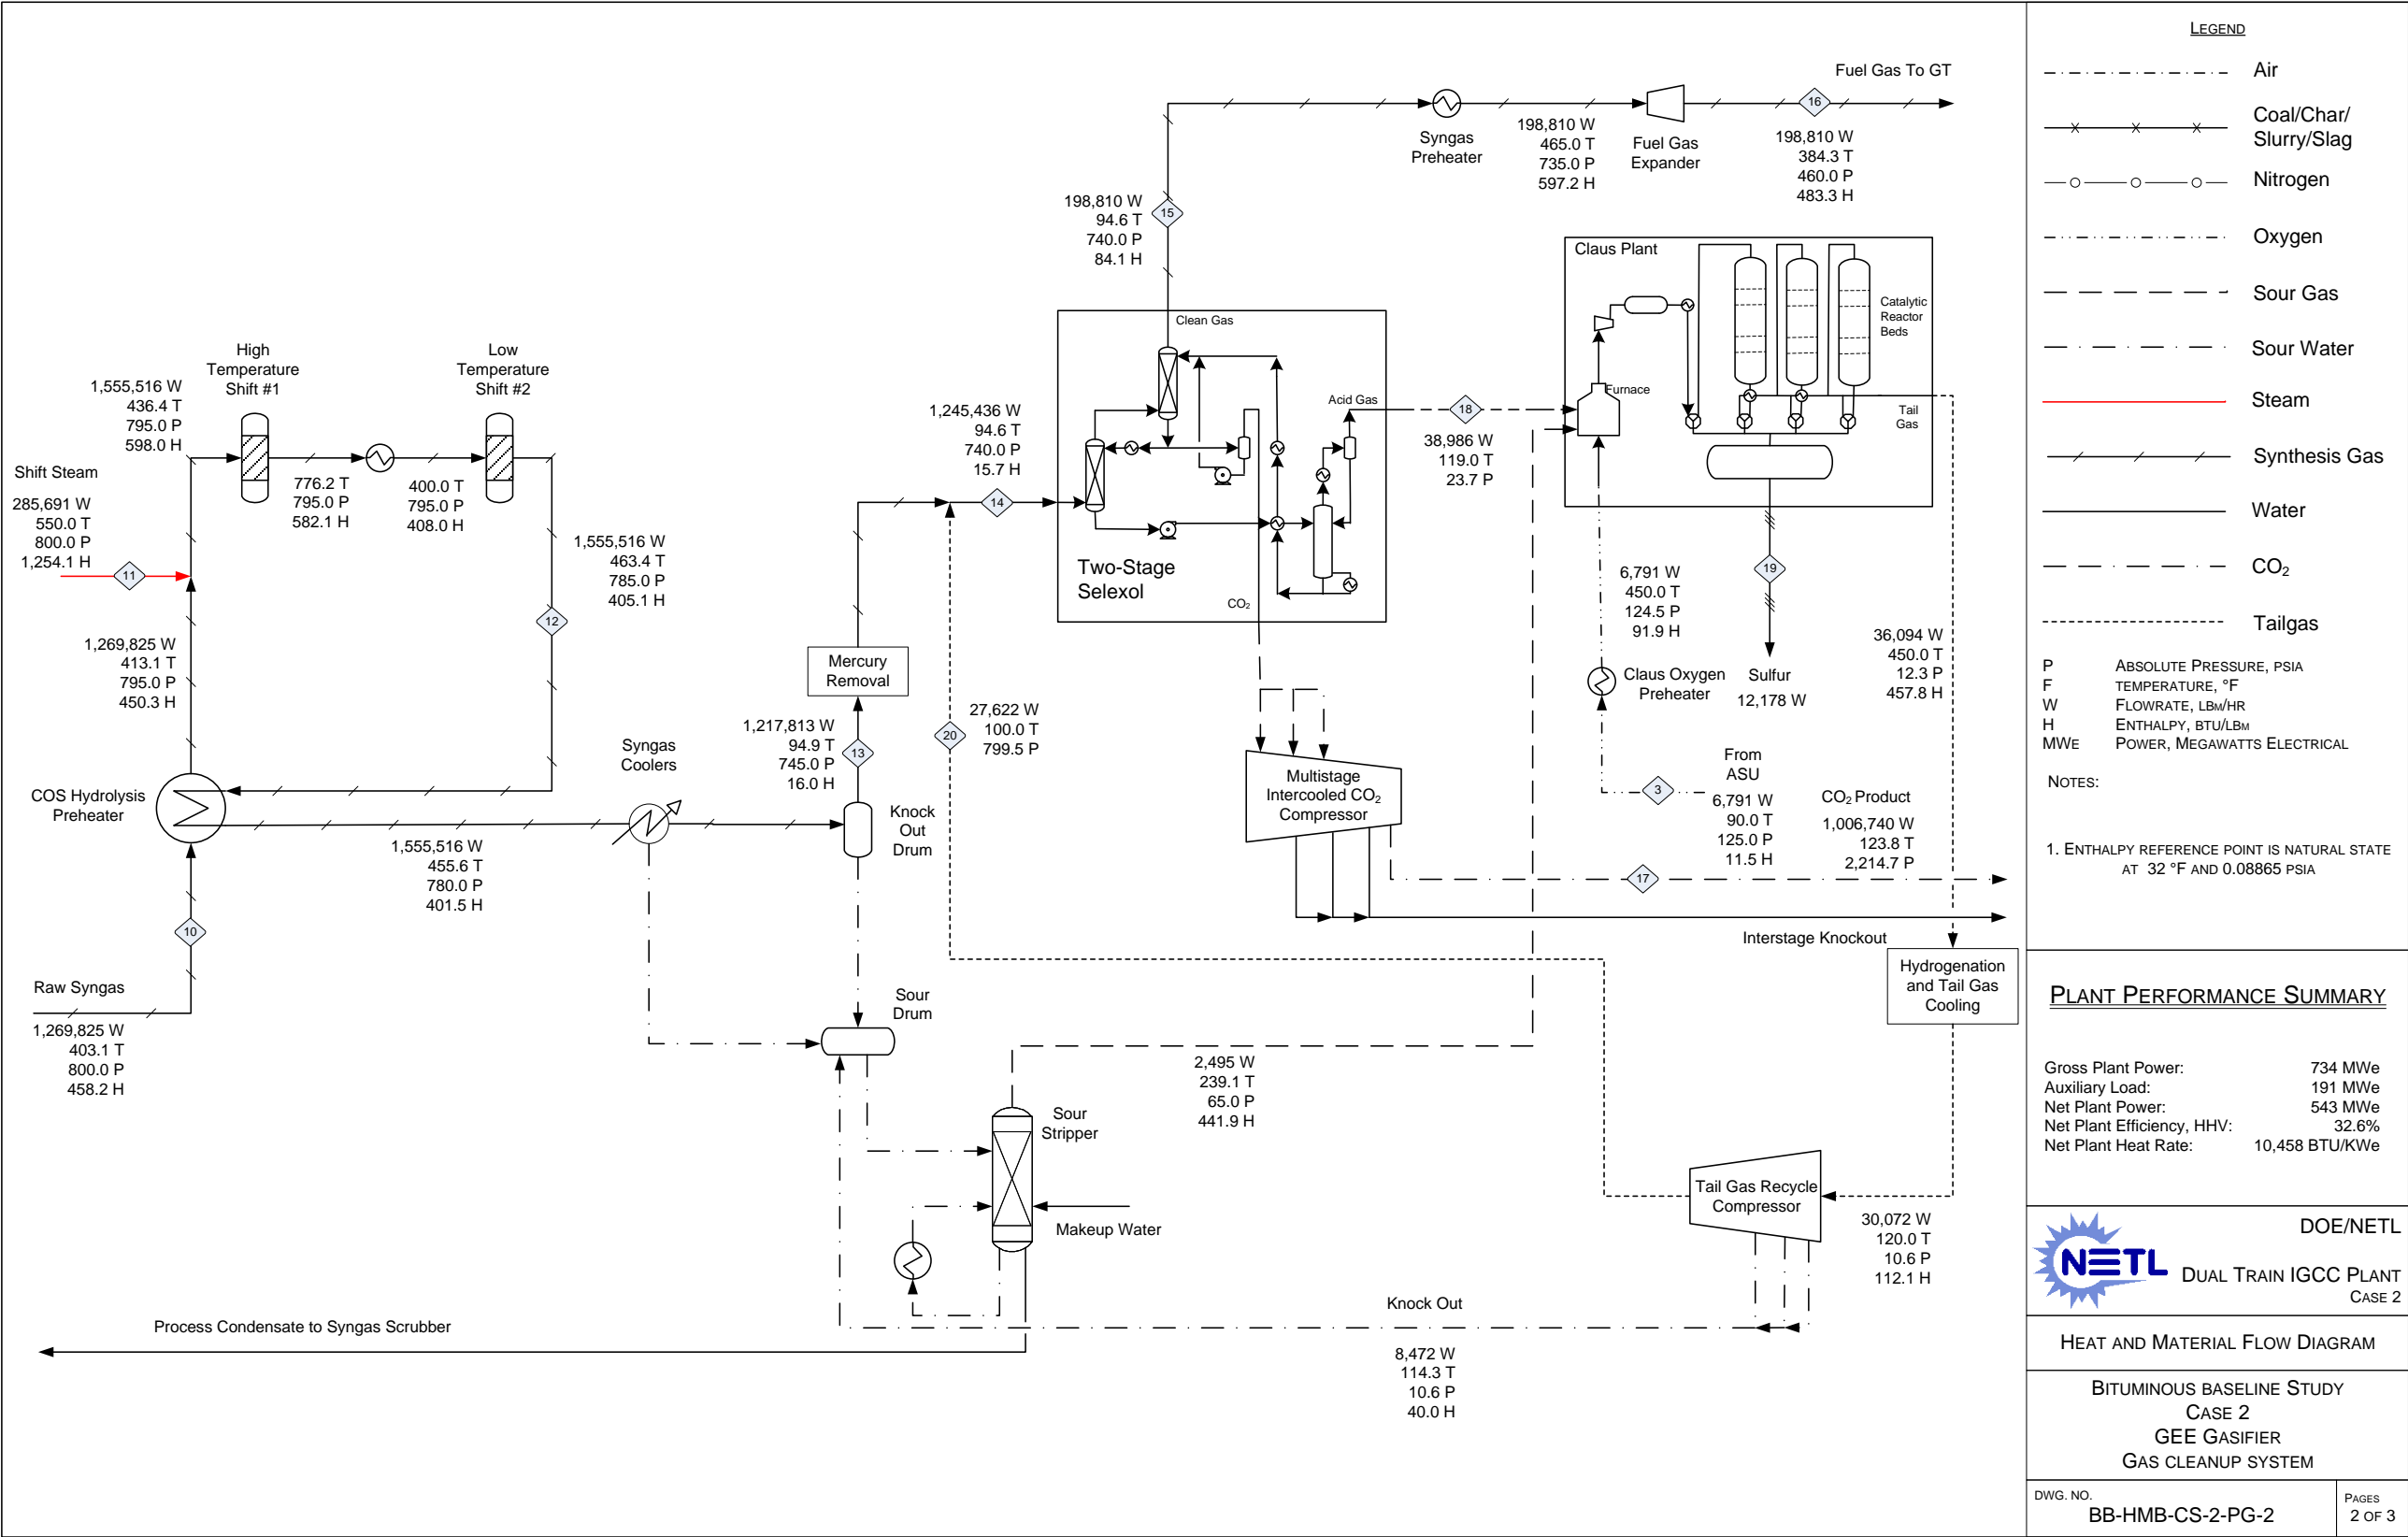 Fuel Gas To GT
16
Syngas
Preheater
198,810 W
465.0 T
735.0 P
597.2 H
Fuel Gas
Expander
198,810 W
384.3 T
460.0 P
483.3 H
198,810 W
94.6 T
740.0 P
84.1 H
15
High
Temperature
Shift #1
Low
Temperature
Shift #2
1,555,516 W
436.4 T
795.0 P
598.0 H
Shift Steam
285,691 W
550.0 T
800.0 P
1,254.1 H
11
776.2 T
795.0 P
582.1 H
400.0 T
795.0 P
408.0 H
1,555,516 W
463.4 T
785.0 P
405.1 H
12
1,269,825 W
413.1 T
795.0 P
450.3 H
COS Hydrolysis
Preheater
10
Raw Syngas
1,269,825 W
403.1 T
800.0 P
458.2 H
1,555,516 W
455.6 T
780.0 P
401.5 H
Syngas
Coolers
Knock
Out
Drum
1,217,813 W
94.9 T
745.0 P
16.0 H
13
Mercury
Removal
1,245,436 W
94.6 T
740.0 P
15.7 H
14
20
27,622 W
100.0 T
799.5 P
Clean Gas
Acid Gas
Two-Stage
Selexol
CO₂
18
38,986 W
119.0 T
23.7 P
Claus Plant
Furnace
Catalytic
Reactor
Beds
Tail
Gas
6,791 W
450.0 T
124.5 P
91.9 H
19
Sulfur
12,178 W
36,094 W
450.0 T
12.3 P
457.8 H
Claus Oxygen
Preheater
From
ASU
3
6,791 W
90.0 T
125.0 P
11.5 H
CO₂ Product
1,006,740 W
123.8 T
2,214.7 P
17
Multistage
Intercooled CO₂
Compressor
Interstage Knockout
Hydrogenation
and Tail Gas
Cooling
Sour
Drum
2,495 W
239.1 T
65.0 P
441.9 H
Sour
Stripper
Makeup Water
Tail Gas Recycle
Compressor
30,072 W
120.0 T
10.6 P
112.1 H
Knock Out
8,472 W
114.3 T
10.6 P
40.0 H
Process Condensate to Syngas Scrubber
LEGEND
Air
Coal/Char/
Slurry/Slag
Nitrogen
Oxygen
Sour Gas
Sour Water
Steam
Synthesis Gas
Water
CO₂
Tailgas
P ABSOLUTE PRESSURE, PSIA
F TEMPERATURE, °F
W FLOWRATE, LBM/HR
H ENTHALPY, BTU/LBM
MWE POWER, MEGAWATTS ELECTRICAL
NOTES:
1. ENTHALPY REFERENCE POINT IS NATURAL STATE
AT 32 °F AND 0.08865 PSIA
PLANT PERFORMANCE SUMMARY
Gross Plant Power: 734 MWe
Auxiliary Load: 191 MWe
Net Plant Power: 543 MWe
Net Plant Efficiency, HHV: 32.6%
Net Plant Heat Rate: 10,458 BTU/KWe
NETL
DOE/NETL
DUAL TRAIN IGCC PLANT
CASE 2
HEAT AND MATERIAL FLOW DIAGRAM
BITUMINOUS BASELINE STUDY
CASE 2
GEE GASIFIER
GAS CLEANUP SYSTEM
DWG. NO.
BB-HMB-CS-2-PG-2
PAGES
2 OF 3